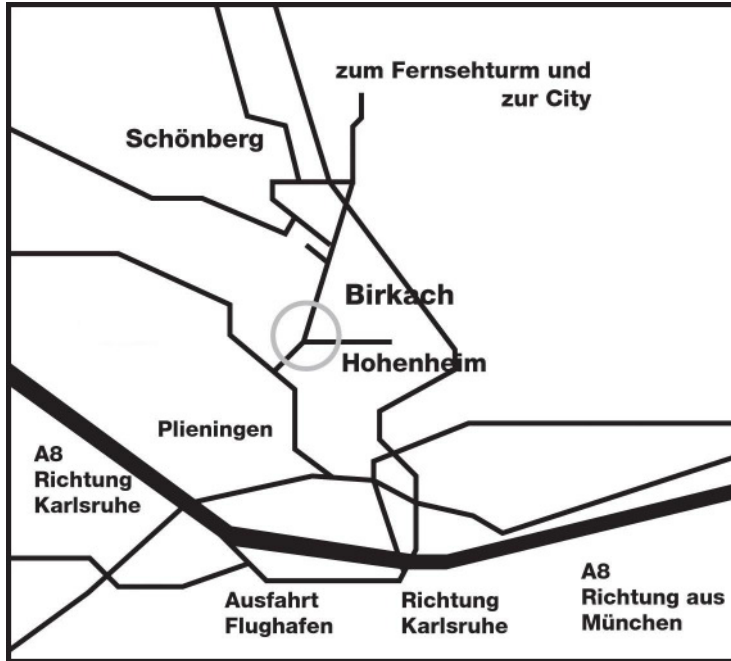 zum Fernsehturm und
zur City
Schönberg
Birkach
Hohenheim
Plieningen
A8
Richtung
Karlsruhe
Ausfahrt
Flughafen
Richtung
Karlsruhe
A8
Richtung aus
München